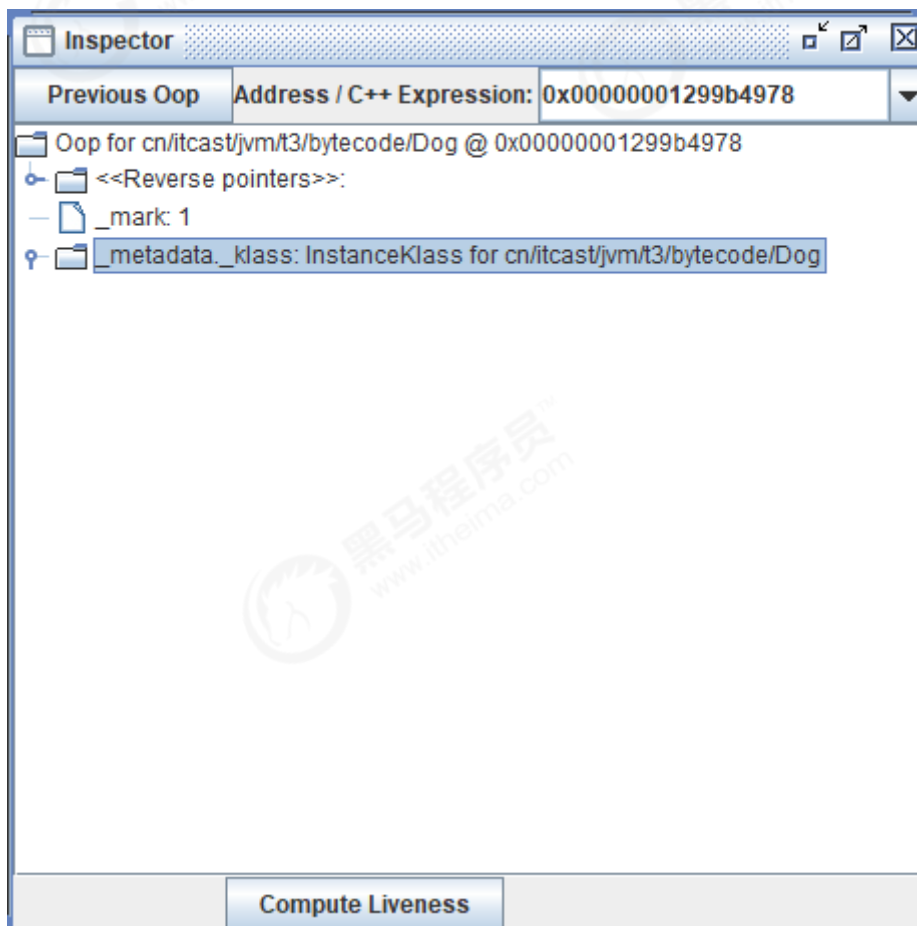 Inspector
Previous Oop Address / C++ Expression: 0x00000001299b4978
Oop for cn/itcast/jvm/t3/bytecode/Dog @ 0x00000001299b4978
<<Reverse pointers>>:
_mark: 1
_metadata._klass: InstanceKlass for cn/itcast/jvm/t3/bytecode/Dog
黑马程序员™
www.itheima.com
Compute Liveness